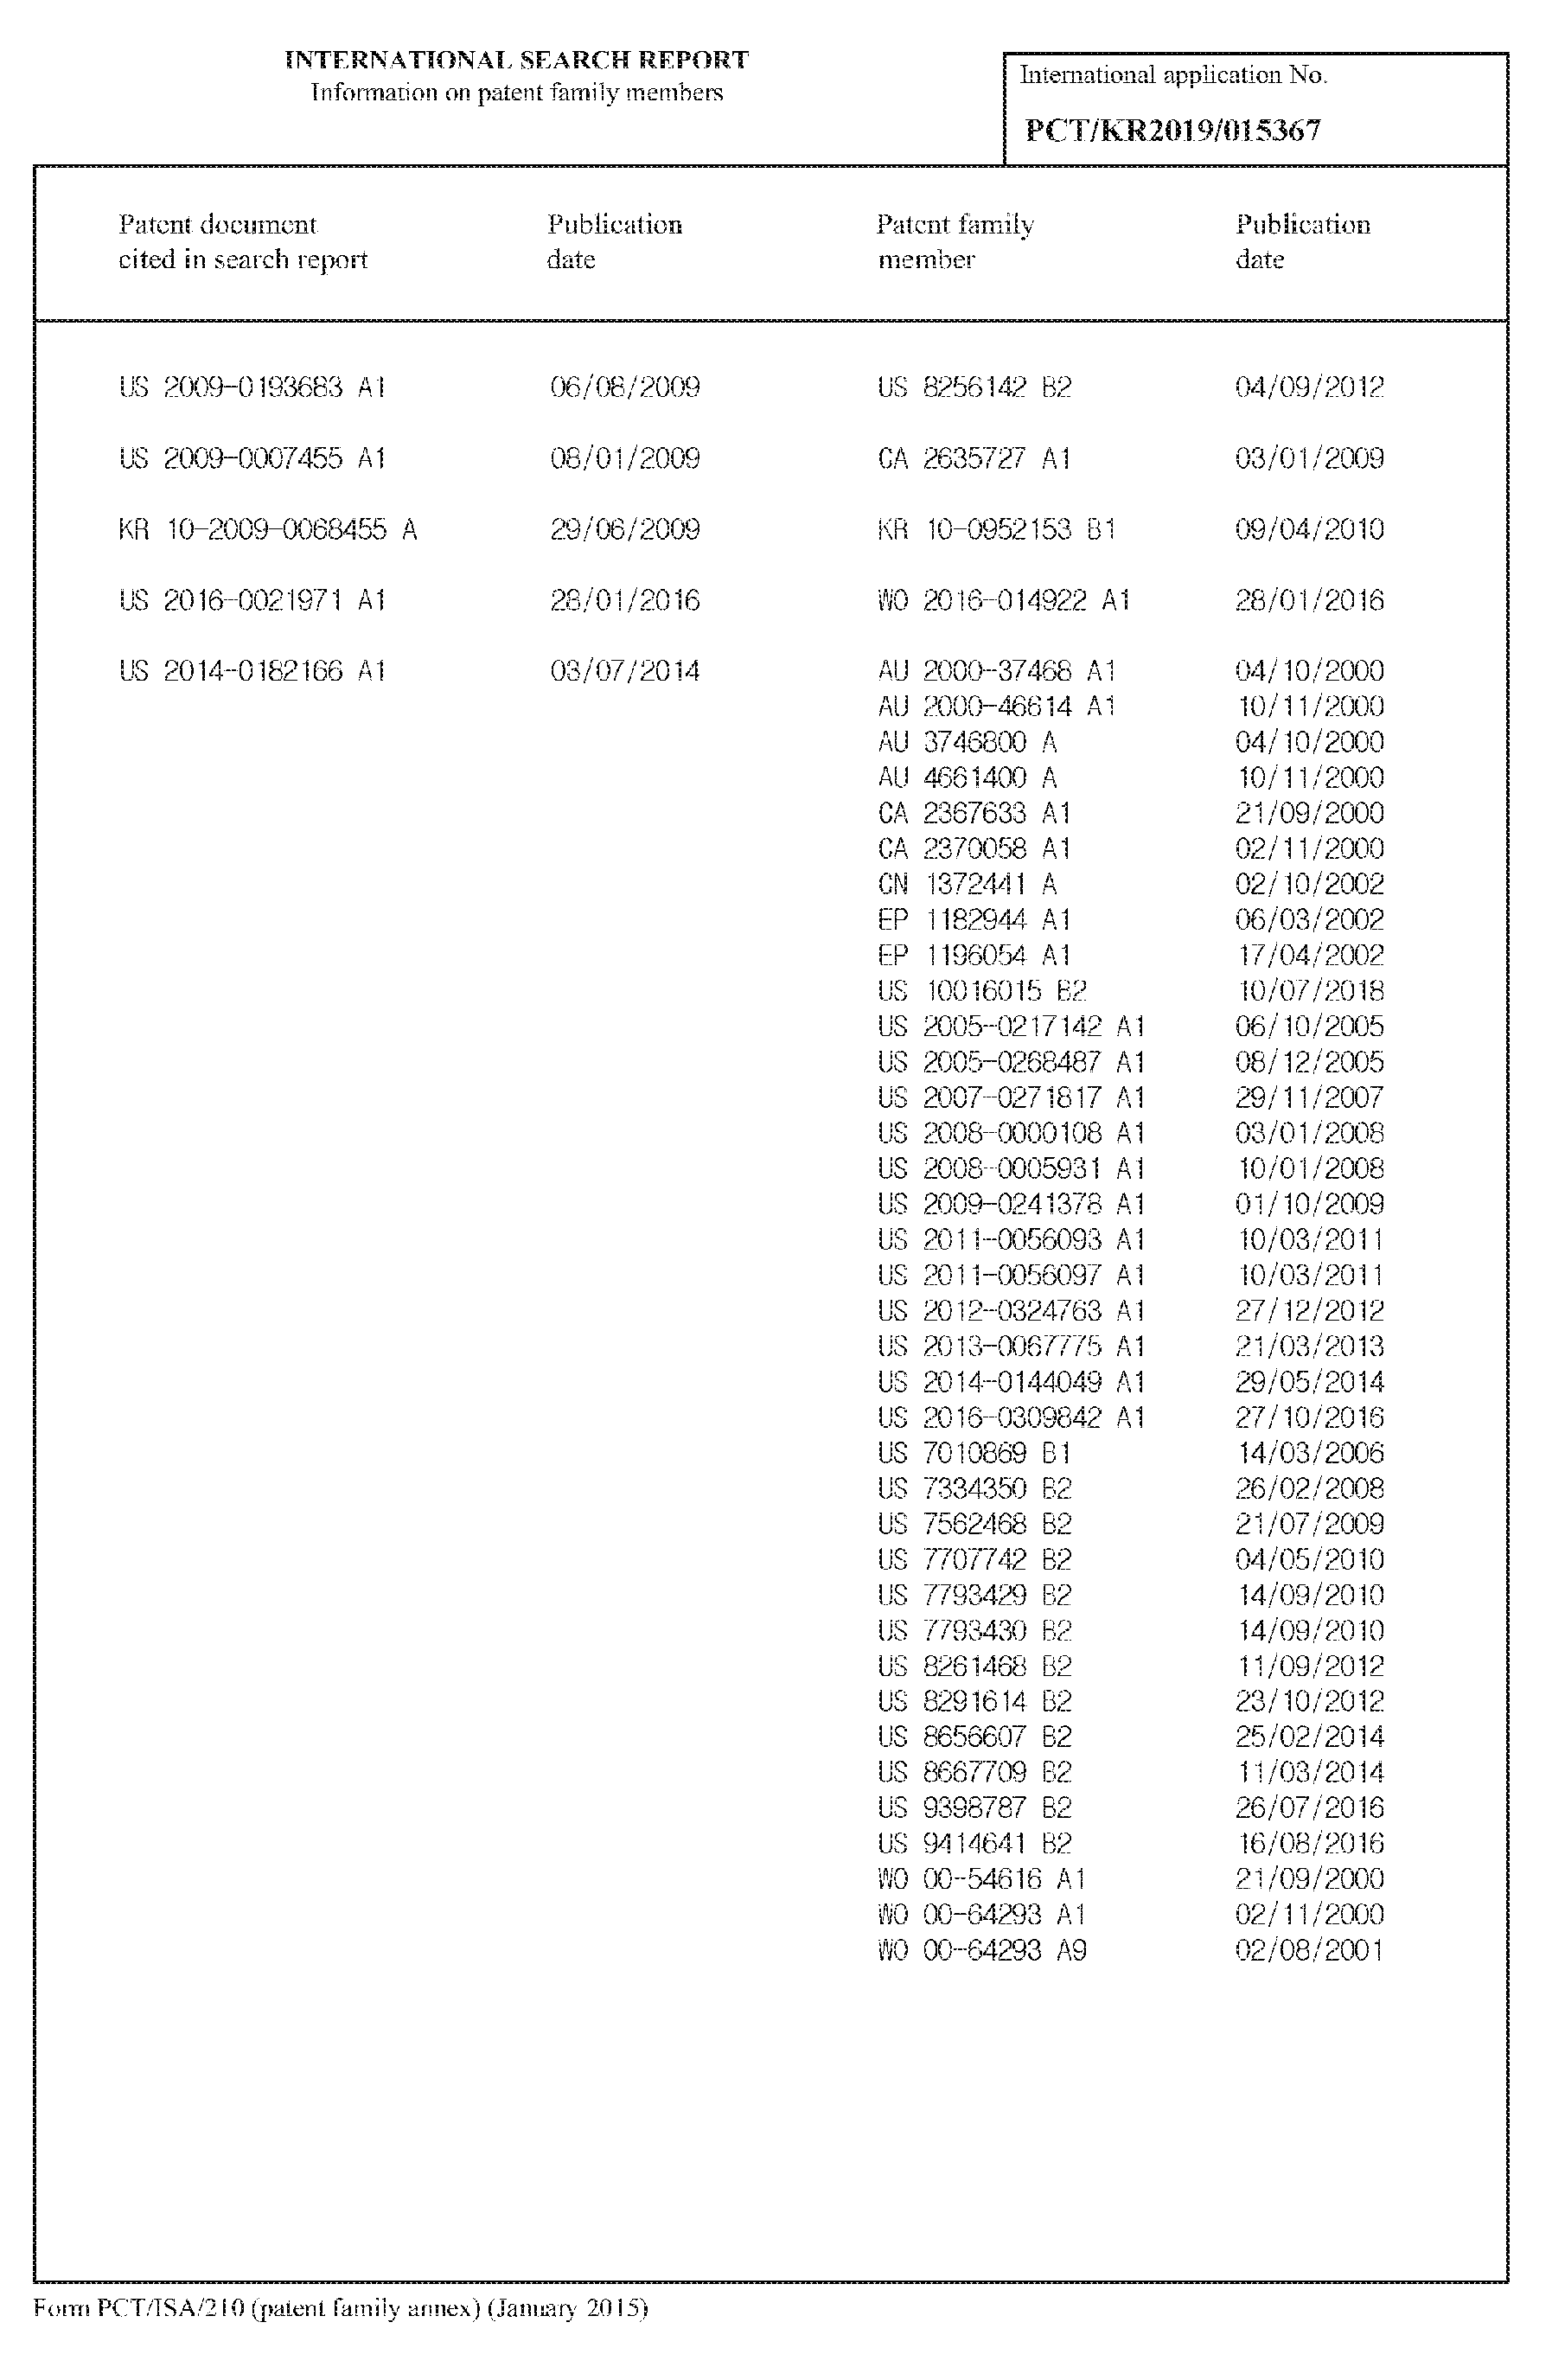 INTERNATIONAL SEARCH REPORT
Information on patent family members
International application No.
PCT/KR2019/015367
Patent document cited in search report
Publication date
Patent family member
Publication date
US 2009-0193683 A1 06/08/2009 US 8256142 B2 04/09/2012
US 2009-0007455 A1 08/01/2009 CA 2635727 A1 03/01/2009
KR 10-2009-0068455 A 29/06/2009 KR 10-0952153 B1 09/04/2010
US 2016-0021971 A1 28/01/2016 WO 2016-014922 A1 28/01/2016
US 2014-0182166 A1 03/07/2014 AU 2000-37468 A1 04/10/2000
AU 2000-46614 A1 10/11/2000
AU 3746800 A 04/10/2000
AU 4661400 A 10/11/2000
CA 2367633 A1 21/09/2000
CA 2370058 A1 02/11/2000
CN 1372441 A 02/10/2002
EP 1182944 A1 06/03/2002
EP 1196054 A1 17/04/2002
US 10016015 B2 10/07/2018
US 2005-0217142 A1 06/10/2005
US 2005-0268487 A1 08/12/2005
US 2007-0271817 A1 29/11/2007
US 2008-0000108 A1 03/01/2008
US 2008-0005931 A1 10/01/2008
US 2009-0241378 A1 01/10/2009
US 2011-0056093 A1 10/03/2011
US 2011-0056097 A1 10/03/2011
US 2012-0324763 A1 27/12/2012
US 2013-0067775 A1 21/03/2013
US 2014-0144049 A1 29/05/2014
US 2016-0309842 A1 27/10/2016
US 7010869 B1 14/03/2006
US 7334350 B2 26/02/2008
US 7562468 B2 21/07/2009
US 7707742 B2 04/05/2010
US 7793429 B2 14/09/2010
US 7793430 B2 14/09/2010
US 8261468 B2 11/09/2012
US 8291614 B2 23/10/2012
US 8656607 B2 25/02/2014
US 8667709 B2 11/03/2014
US 9398787 B2 26/07/2016
US 9414641 B2 16/08/2016
WO 00-54616 A1 21/09/2000
WO 00-64293 A1 02/11/2000
WO 00-64293 A9 02/08/2001
Form PCT/ISA/210 (patent family annex) (January 2015)